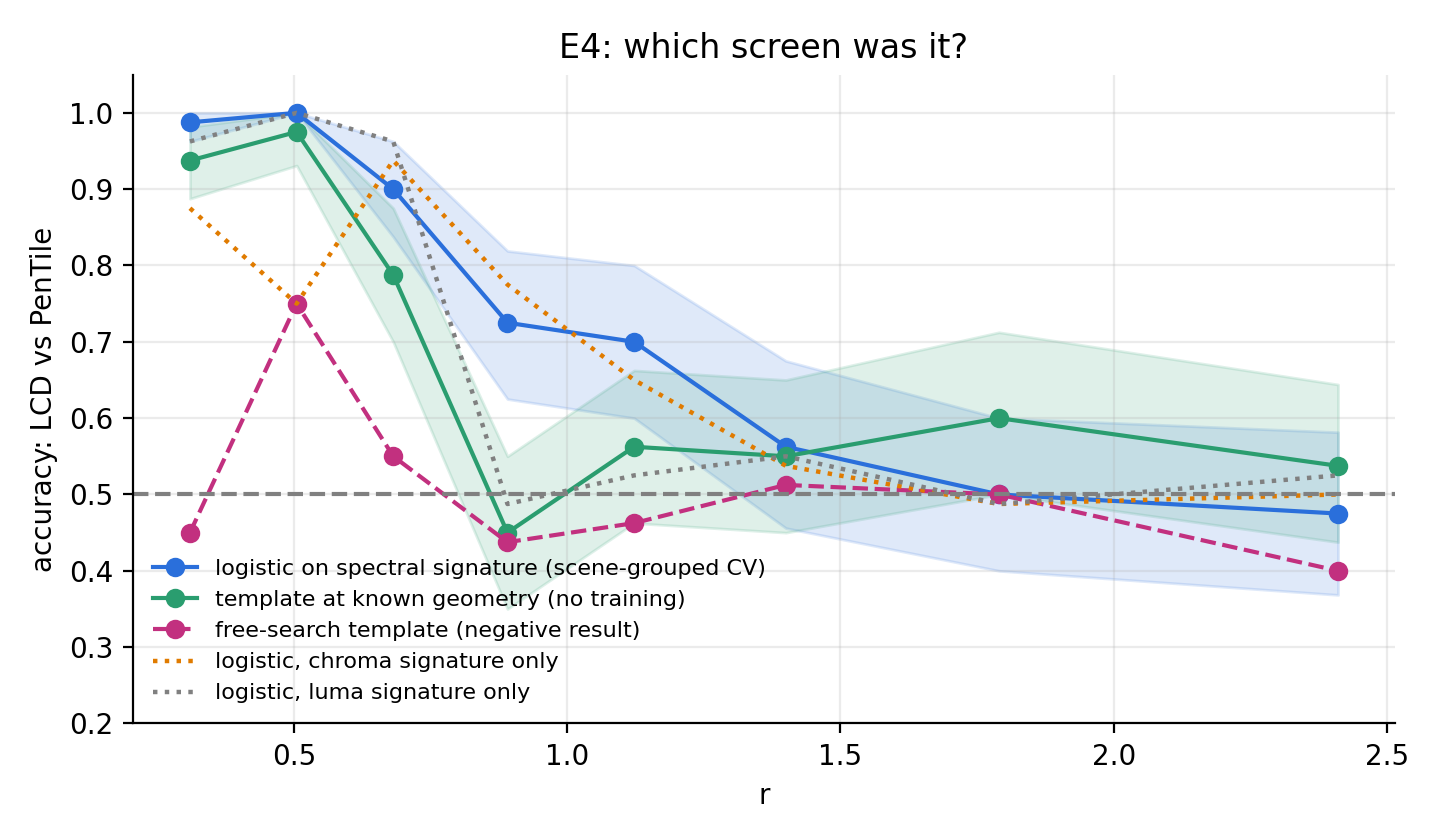 E4: which screen was it?
accuracy: LCD vs PenTile
1.0
0.9
0.8
0.7
0.6
0.5
0.4
0.3
0.2
logistic on spectral signature (scene-grouped CV)
template at known geometry (no training)
free-search template (negative result)
logistic, chroma signature only
logistic, luma signature only
0.5
1.0
1.5
2.0
2.5
r